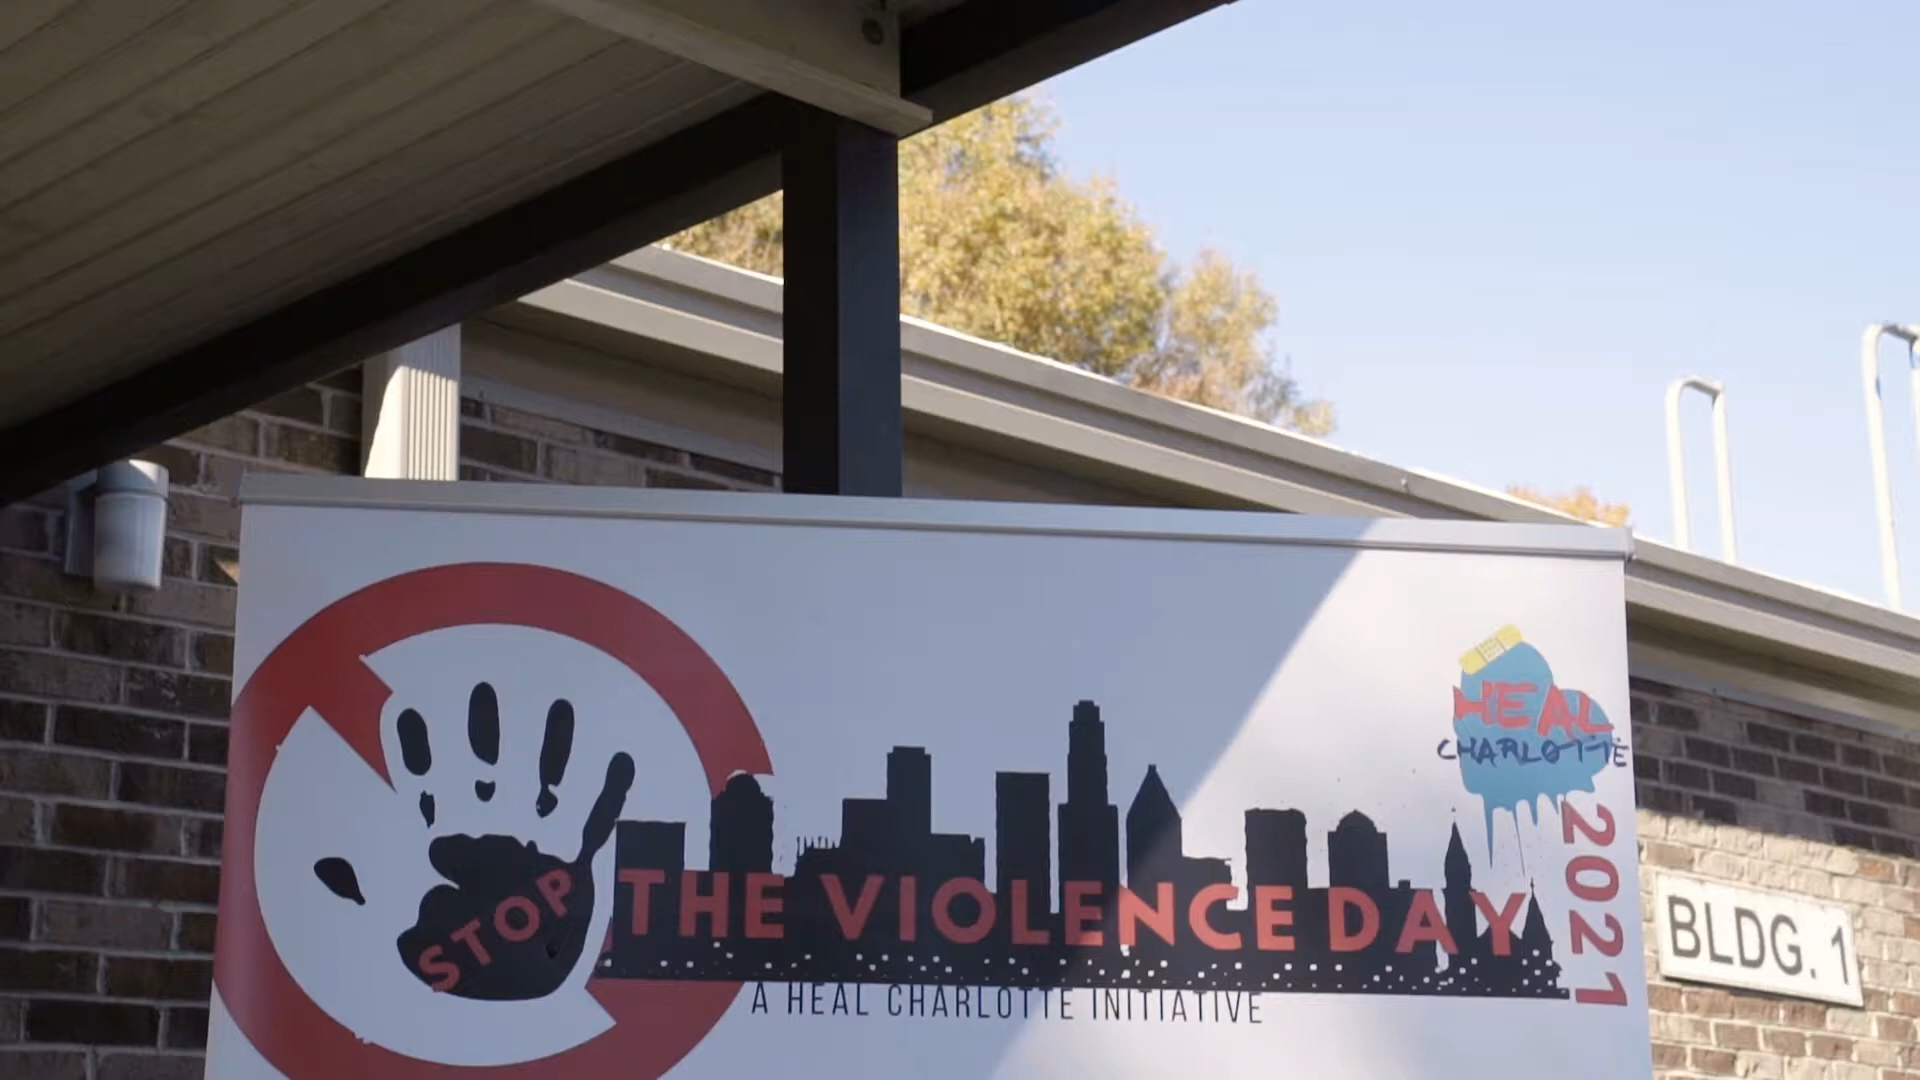 HEAL
CHARLOTTE
STOP THE VIOLENCE DAY
2021
A HEAL CHARLOTTE INITIATIVE
BLDG. 1